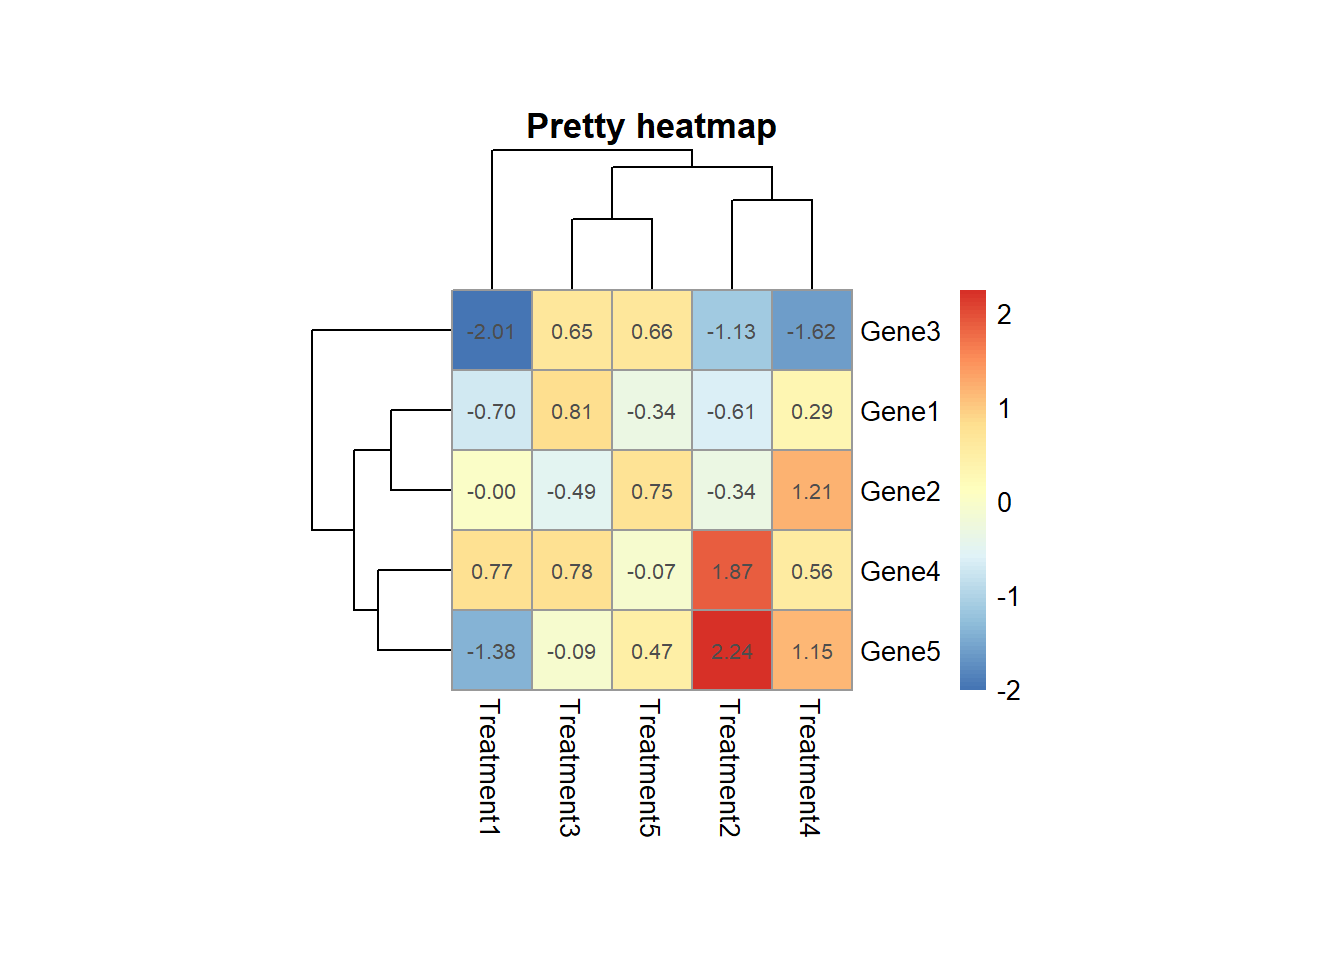 Pretty heatmap
-2.01 0.65 0.66 -1.13 -1.62 Gene3
-0.70 0.81 -0.34 -0.61 0.29 Gene1
-0.00 -0.49 0.75 -0.34 1.21 Gene2
0.77 0.78 -0.07 1.87 0.56 Gene4
-1.38 -0.09 0.47 2.24 1.15 Gene5
Treatment1
Treatment3
Treatment5
Treatment2
Treatment4
2
1
0
-1
-2